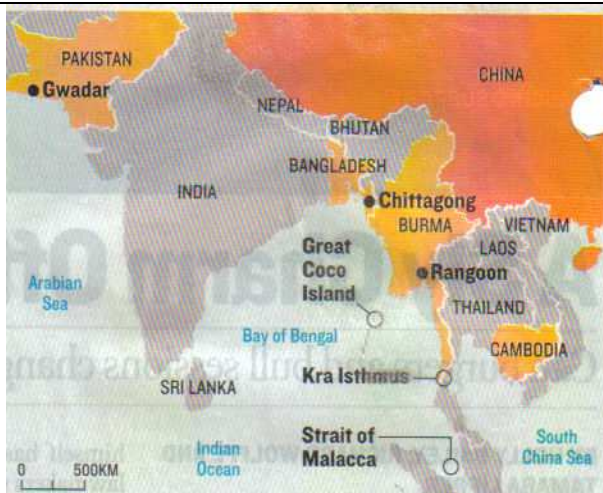 PAKISTAN
Gwadar
CHINA
NEPAL
BHUTAN
BANGLADESH
INDIA
Chittagong
BURMA
VIETNAM
LAOS
Great
Coco
Island
Rangoon
Arabian
Sea
THAILAND
Bay of Bengal
CAMBODIA
Kra Isthmus
SRI LANKA
Strait of
Malacca
South
China Sea
Indian
Ocean
0 500KM